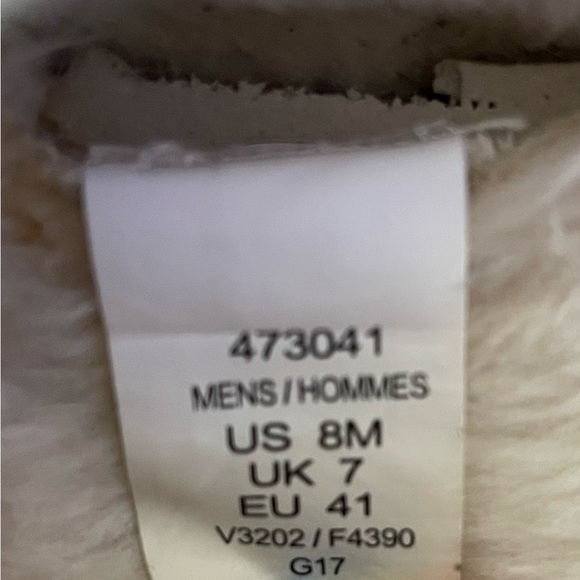 473041
MENS/HOMMES
US 8M
UK 7
EU 41
V3202/F4390
G17